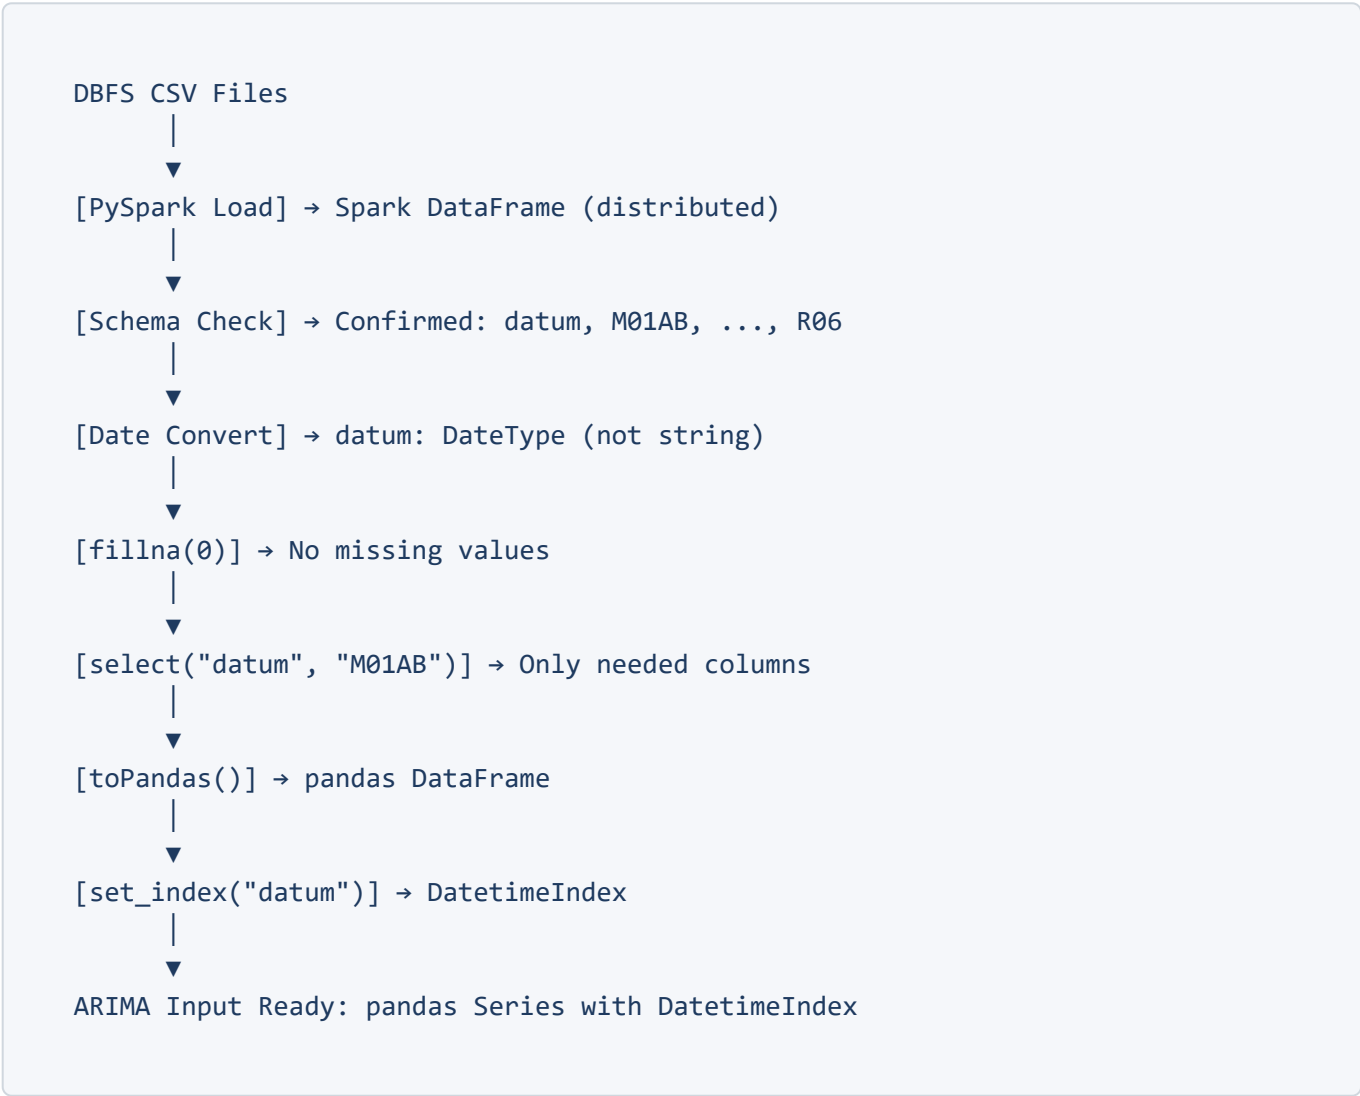 DBFS CSV Files
│
▼
[PySpark Load] → Spark DataFrame (distributed)
│
▼
[Schema Check] → Confirmed: datum, M01AB, ..., R06
│
▼
[Date Convert] → datum: DateType (not string)
│
▼
[fillna(0)] → No missing values
│
▼
[select("datum", "M01AB")] → Only needed columns
│
▼
[toPandas()] → pandas DataFrame
│
▼
[set_index("datum")] → DatetimeIndex
│
▼
ARIMA Input Ready: pandas Series with DatetimeIndex